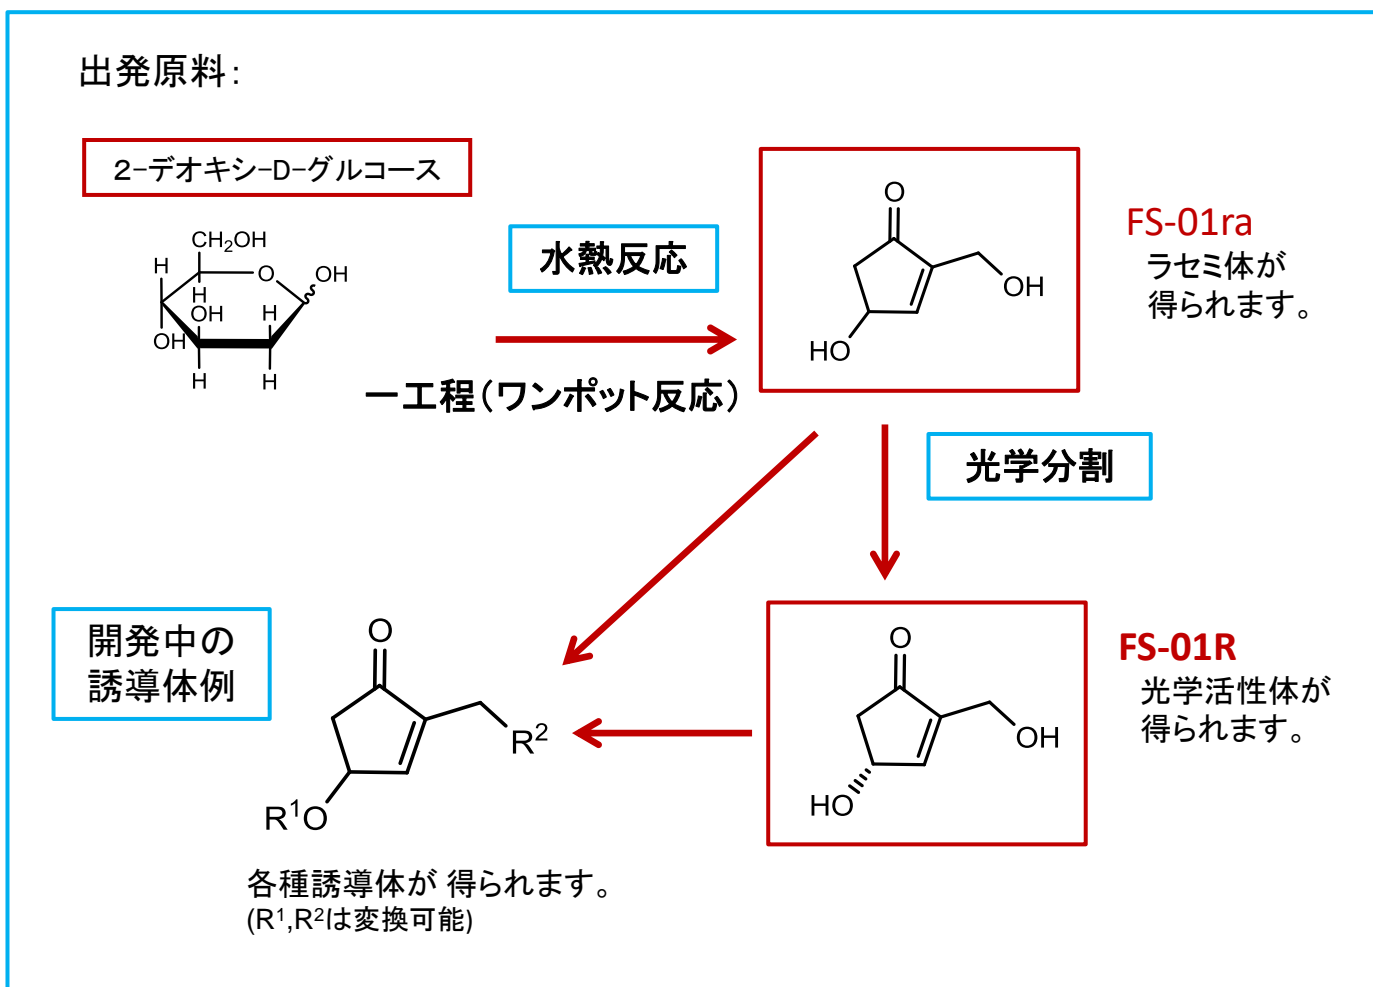 出発原料:
2-デオキシ-D-グルコース
CH₂OH
H
O
OH
H
OH
H
OH
H
H
水熱反応
一工程(ワンポット反応)
O
OH
HO
FS-01ra
ラセミ体が
得られます。
光学分割
開発中の
誘導体例
O
R²
R¹O
各種誘導体が 得られます。
(R¹,R²は変換可能)
O
OH
HO
FS-01R
光学活性体が
得られます。